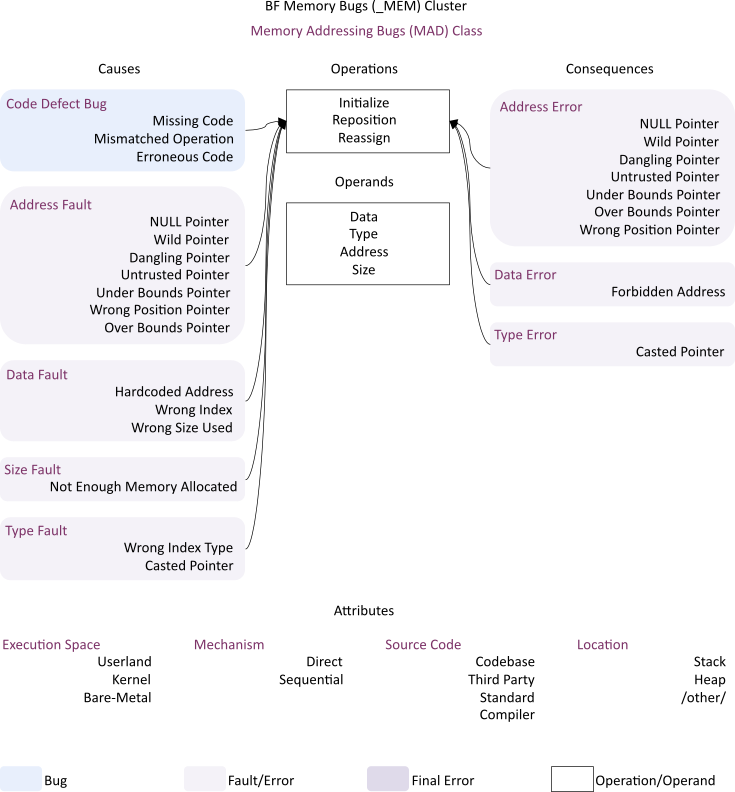 BF Memory Bugs (_MEM) Cluster
Memory Addressing Bugs (MAD) Class
Causes
Operations
Consequences
Code Defect Bug
Missing Code
Mismatched Operation
Erroneous Code
Address Fault
NULL Pointer
Wild Pointer
Dangling Pointer
Untrusted Pointer
Under Bounds Pointer
Wrong Position Pointer
Over Bounds Pointer
Data Fault
Hardcoded Address
Wrong Index
Wrong Size Used
Size Fault
Not Enough Memory Allocated
Type Fault
Wrong Index Type
Casted Pointer
Initialize
Reposition
Reassign
Operands
Data
Type
Address
Size
Address Error
NULL Pointer
Wild Pointer
Dangling Pointer
Untrusted Pointer
Under Bounds Pointer
Over Bounds Pointer
Wrong Position Pointer
Data Error
Forbidden Address
Type Error
Casted Pointer
Attributes
Execution Space
Userland
Kernel
Bare-Metal
Mechanism
Direct
Sequential
Source Code
Codebase
Third Party
Standard
Compiler
Location
Stack
Heap
/other/
Bug
Fault/Error
Final Error
Operation/Operand